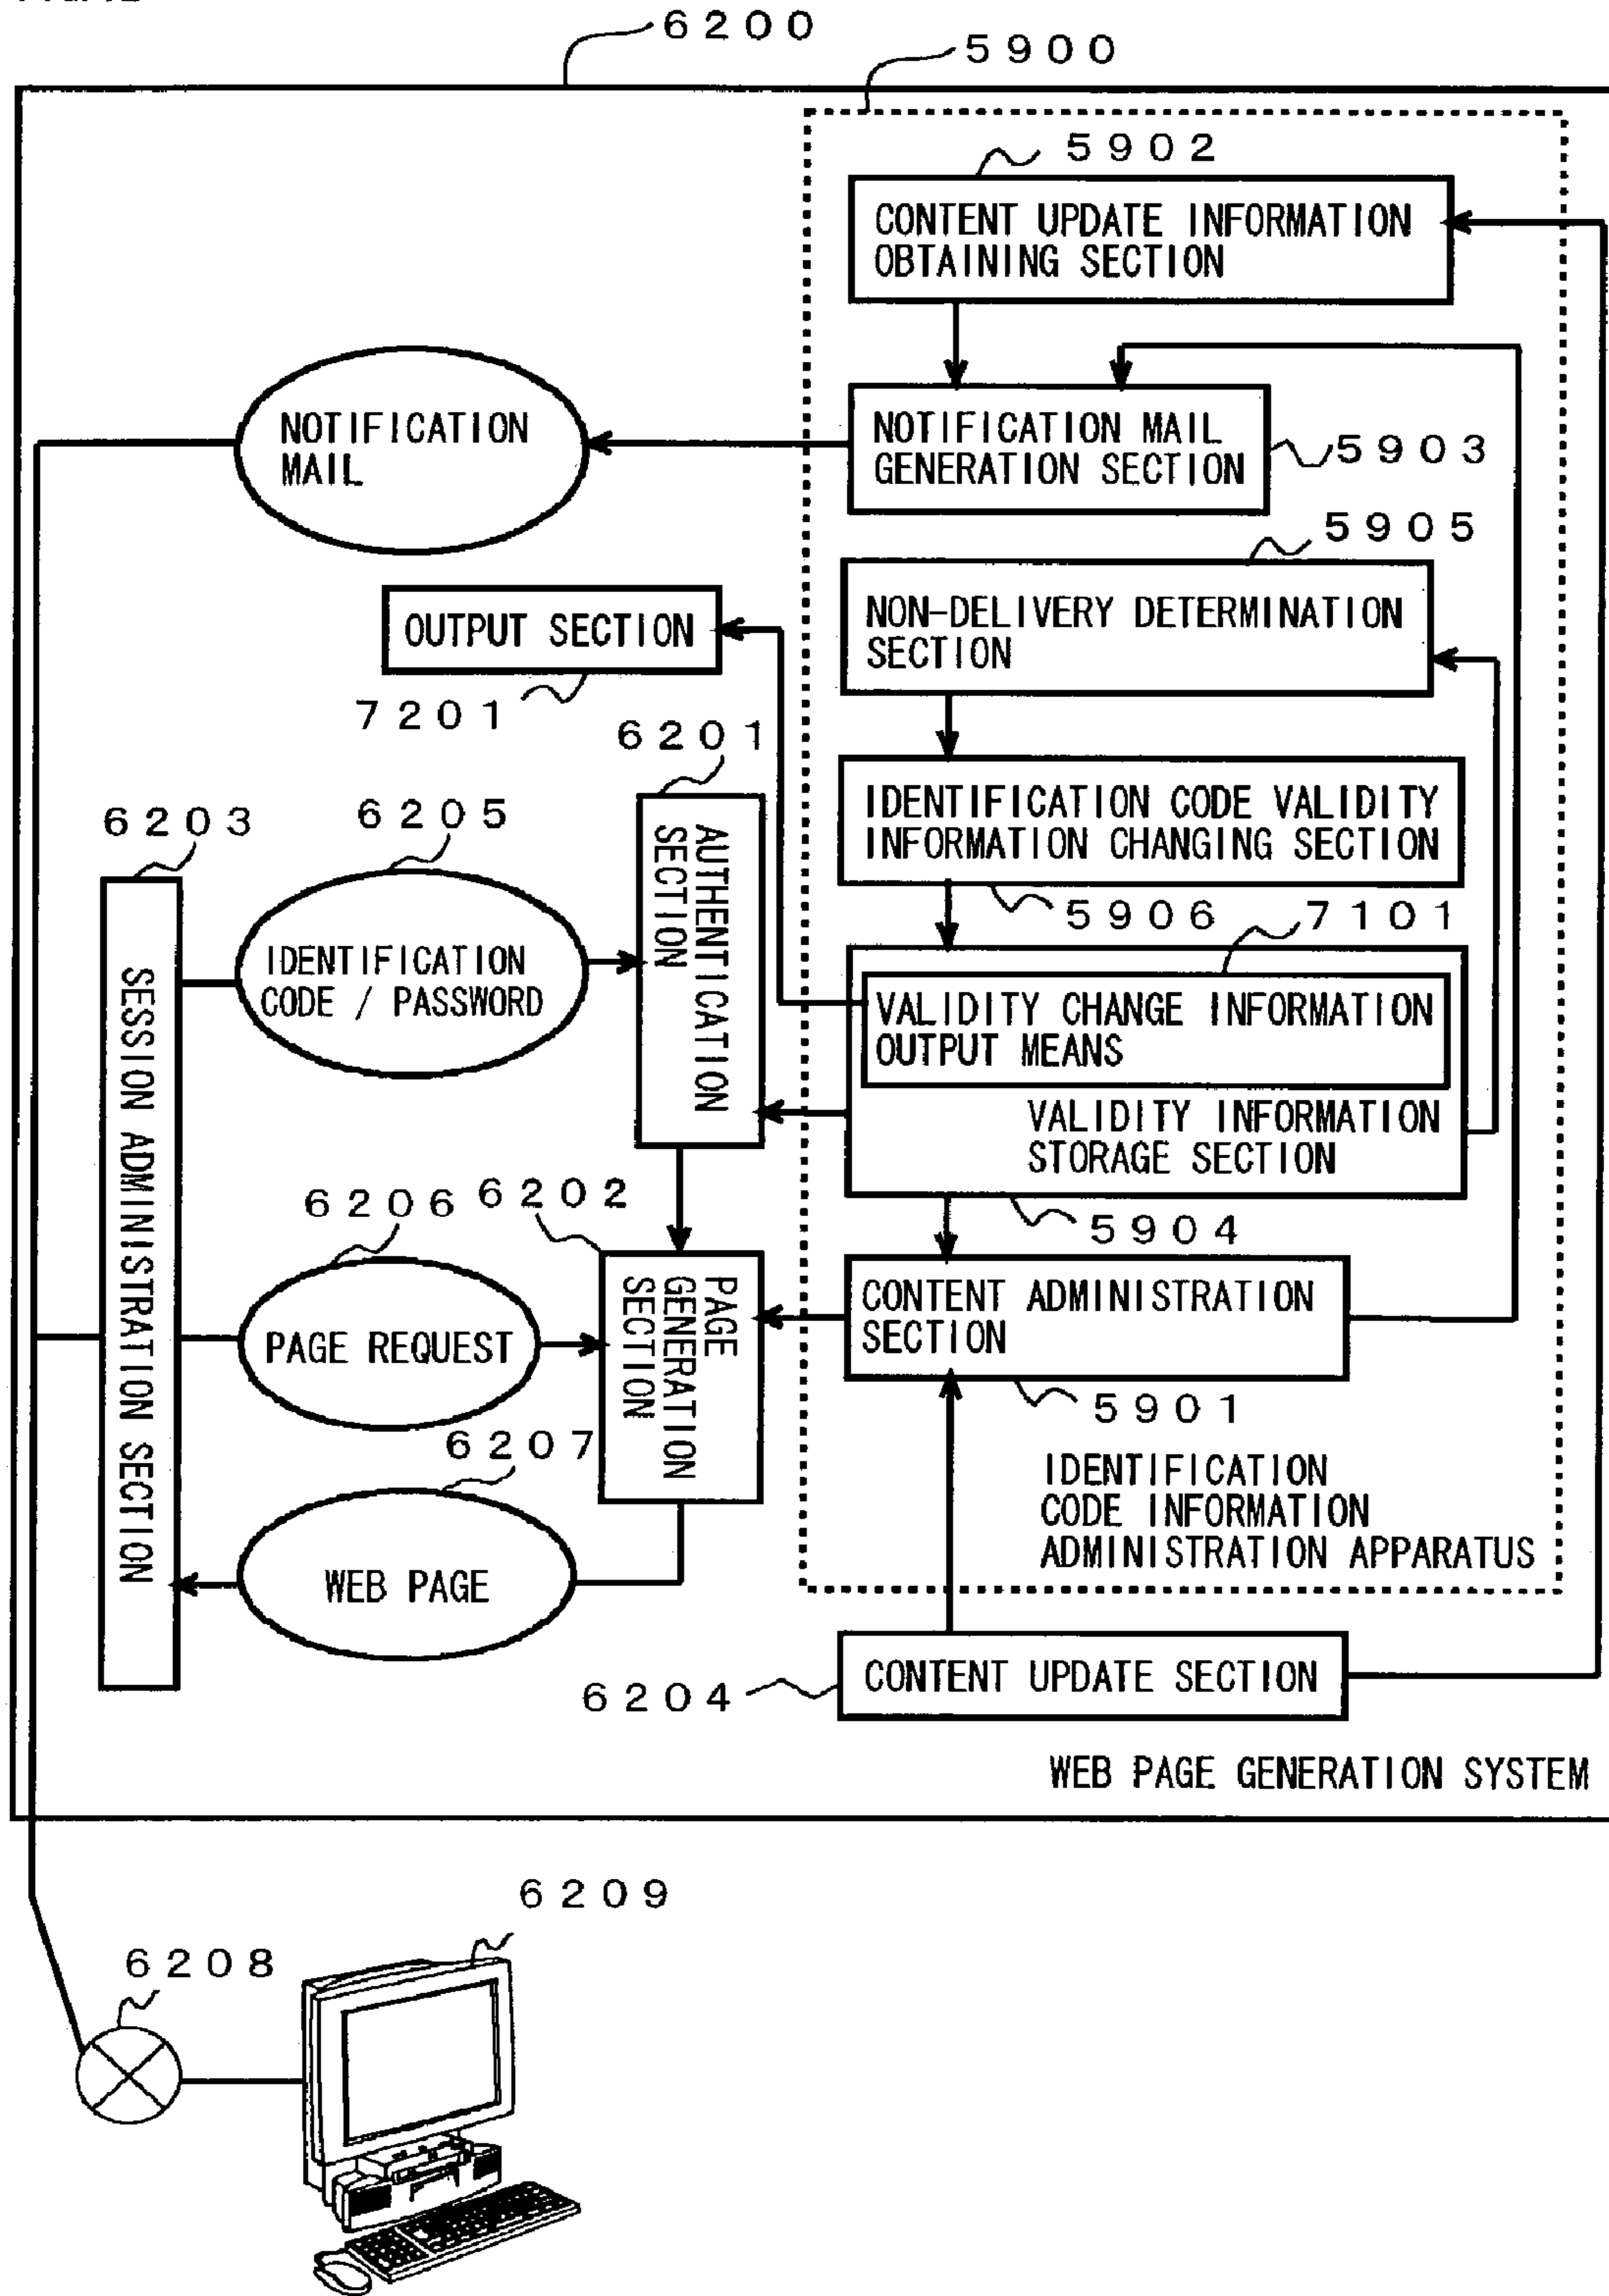 6200
5900
5902
CONTENT UPDATE INFORMATION
OBTAINING SECTION
NOTIFICATION
MAIL
NOTIFICATION MAIL
GENERATION SECTION
5903
5905
OUTPUT SECTION
7201
NON-DELIVERY DETERMINATION
SECTION
6201
6203
6205
AUTHENTICATION
SECTION
IDENTIFICATION CODE VALIDITY
INFORMATION CHANGING SECTION
5906
7101
IDENTIFICATION
CODE / PASSWORD
SESSION ADMINISTRATION SECTION
VALIDITY CHANGE INFORMATION
OUTPUT MEANS
VALIDITY INFORMATION
STORAGE SECTION
5904
6206
6202
PAGE REQUEST
PAGE
GENERATION
SECTION
CONTENT ADMINISTRATION
SECTION
5901
6207
WEB PAGE
IDENTIFICATION
CODE INFORMATION
ADMINISTRATION APPARATUS
6204
CONTENT UPDATE SECTION
WEB PAGE GENERATION SYSTEM
6209
6208